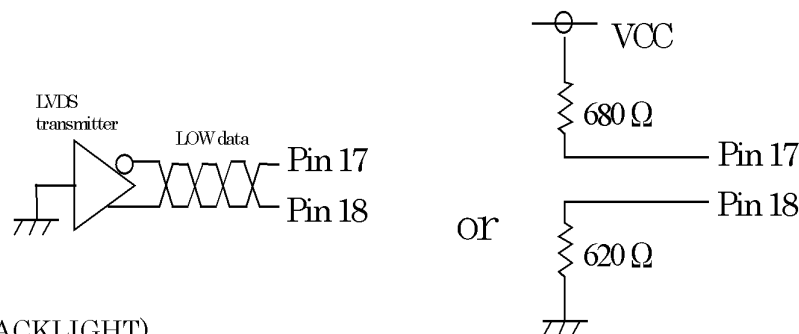 LVDS
transmitter
LOW data
Pin 17
Pin 18
or
VCC
680 Ω
Pin 17
Pin 18
620 Ω
ACKLIGHT)